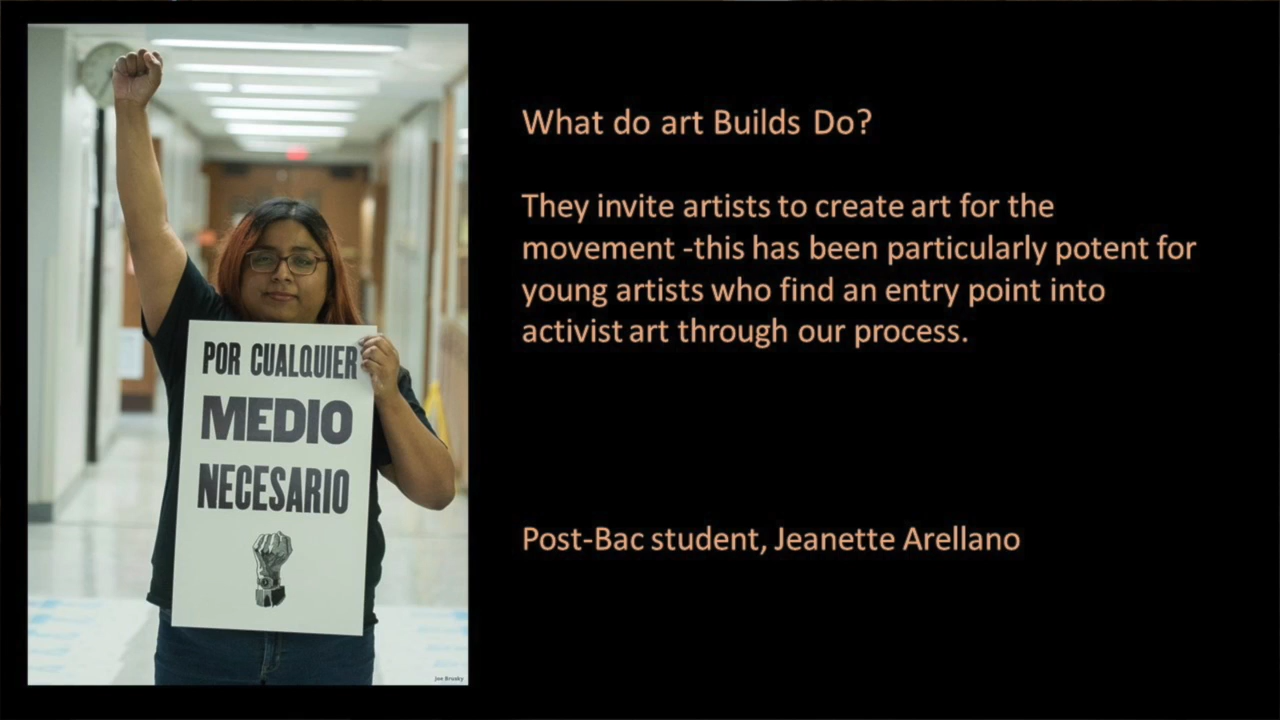 What do art Builds Do?
They invite artists to create art for the
movement -this has been particularly potent for
young artists who find an entry point into
activist art through our process.
Post-Bac student, Jeanette Arellano
POR CUALQUIER
MEDIO
NECESARIO
Joe Brusky